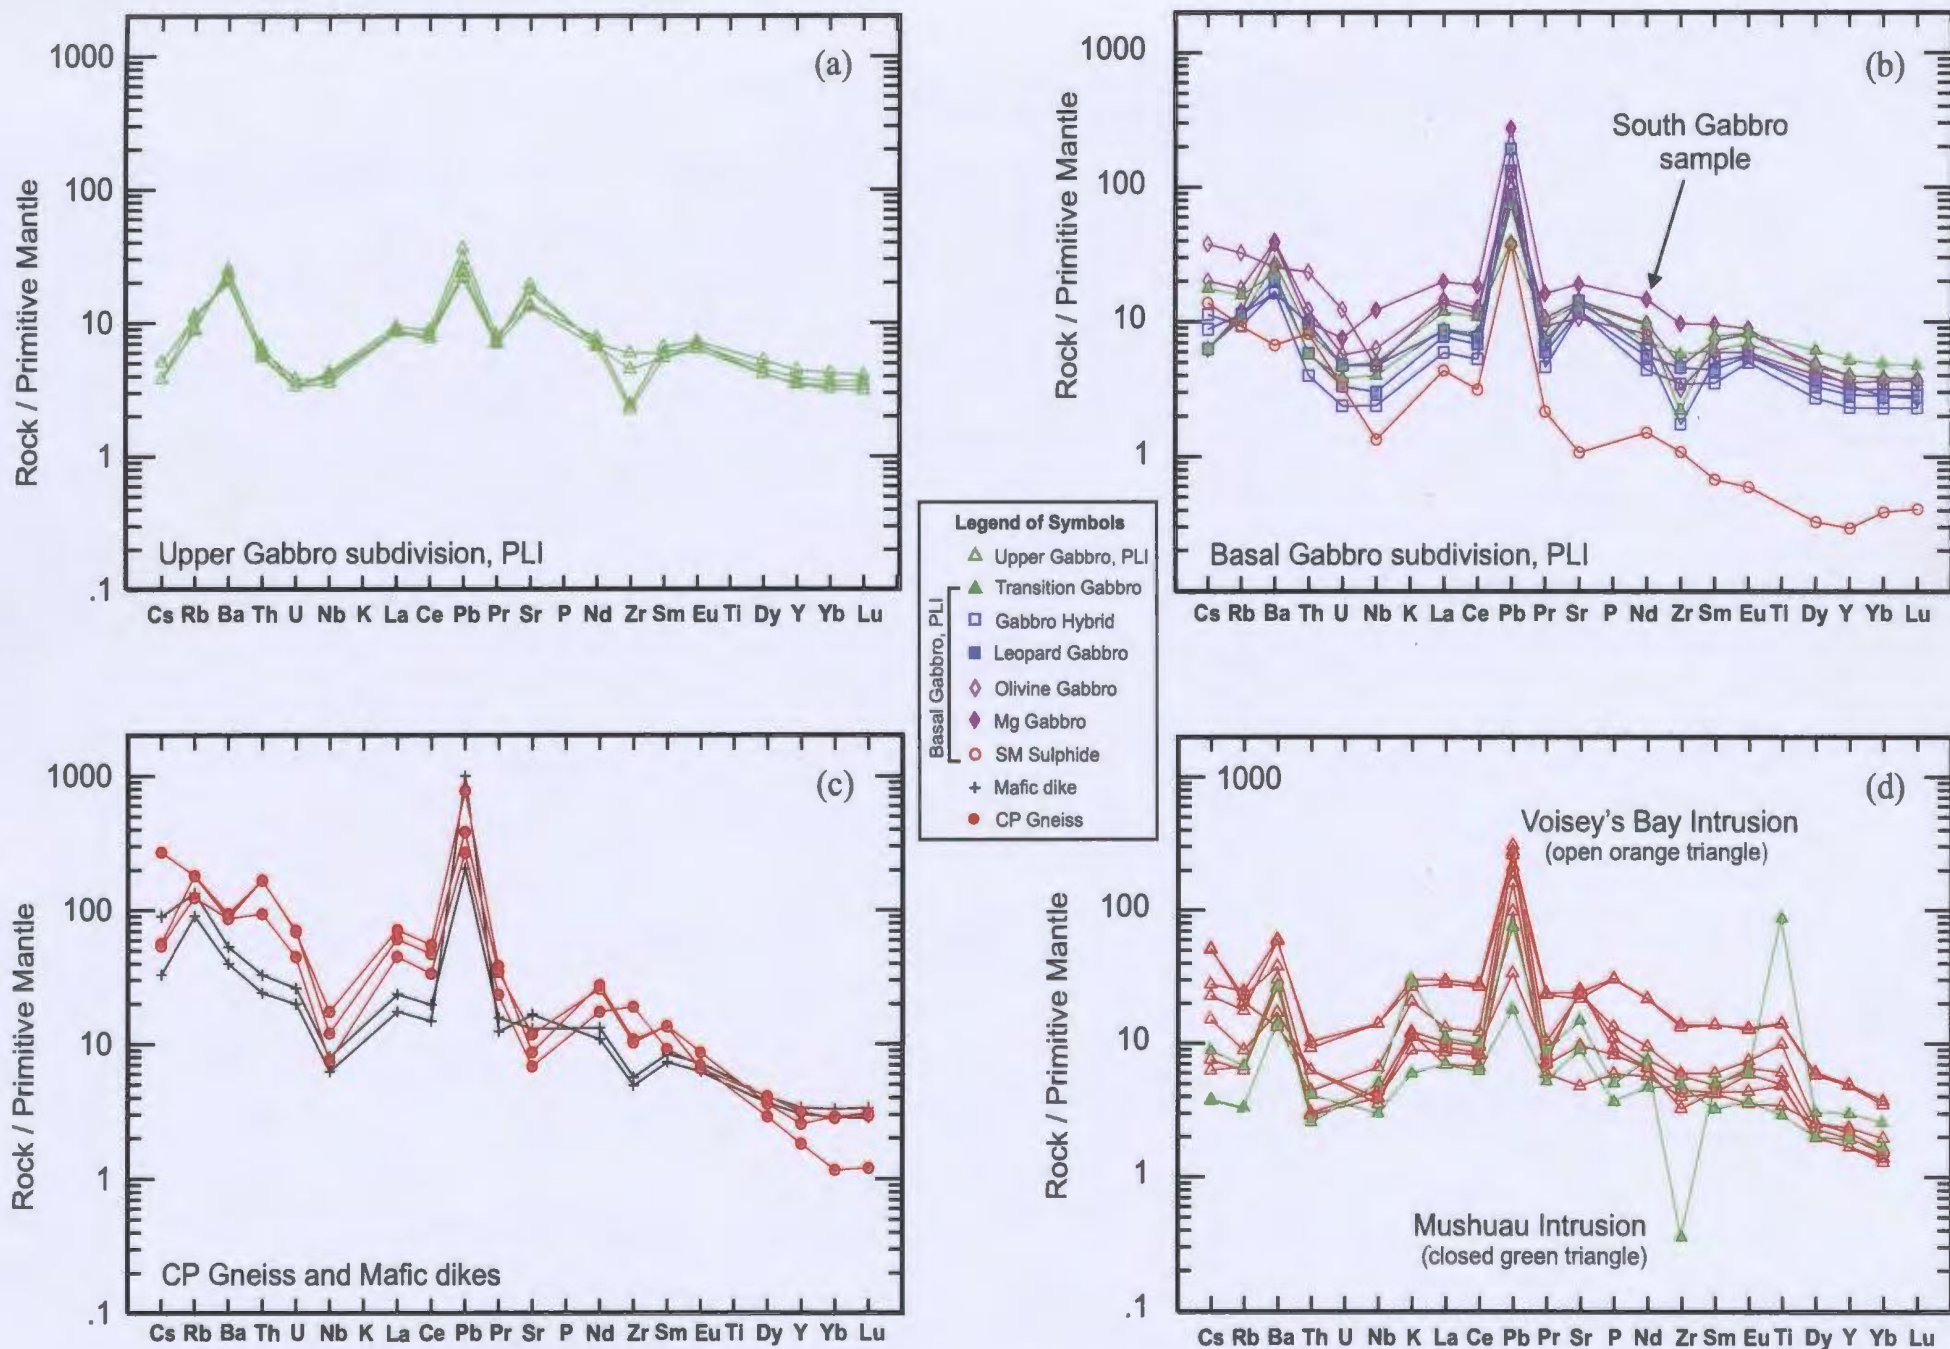 (a)
1000
100
10
1
.1
Rock / Primitive Mantle
Upper Gabbro subdivision, PLI
Cs Rb Ba Th U Nb K La Ce Pb Pr Sr P Nd Zr Sm Eu Ti Dy Y Yb Lu
(b)
1000
100
10
1
.1
Rock / Primitive Mantle
South Gabbro
sample
Basal Gabbro subdivision, PLI
Cs Rb Ba Th U Nb K La Ce Pb Pr Sr P Nd Zr Sm Eu Ti Dy Y Yb Lu
Legend of Symbols
Upper Gabbro, PLI
Basal Gabbro, PLI
Transition Gabbro
Gabbro Hybrid
Leopard Gabbro
Olivine Gabbro
Mg Gabbro
SM Sulphide
Mafic dike
CP Gneiss
(c)
1000
100
10
1
.1
Rock / Primitive Mantle
CP Gneiss and Mafic dikes
Cs Rb Ba Th U Nb K La Ce Pb Pr Sr P Nd Zr Sm Eu Ti Dy Y Yb Lu
(d)
1000
100
10
1
.1
Rock / Primitive Mantle
Voisey's Bay Intrusion
(open orange triangle)
Mushuau Intrusion
(closed green triangle)
Cs Rb Ba Th U Nb K La Ce Pb Pr Sr P Nd Zr Sm Eu Ti Dy Y Yb Lu